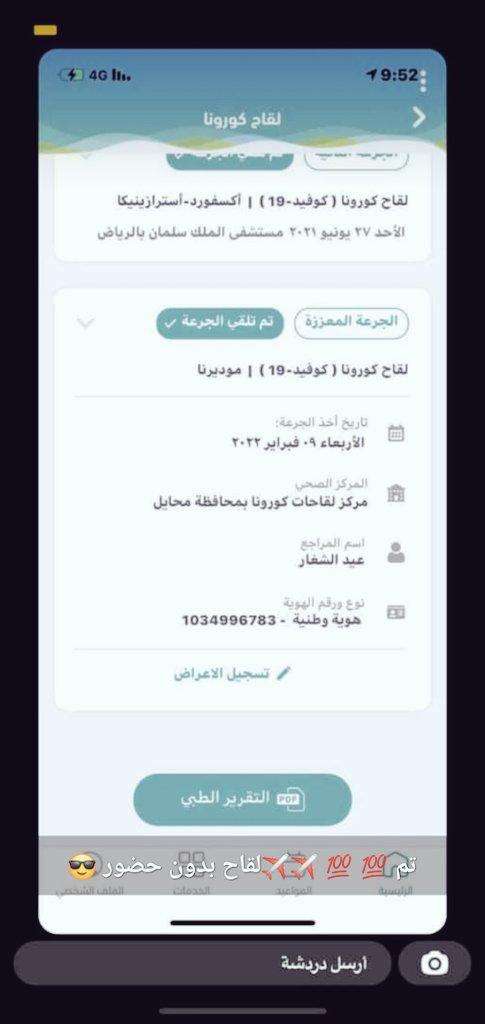 4G
9:52
لقاح كورونا
الجرعة الثانية
تم تلقي الجرعة
لقاح كورونا ( كوفيد-19 ) | أكسفورد-أسترازينيكا
الأحد ٢٧ يونيو ٢٠٢١ مستشفى الملك سلمان بالرياض
الجرعة المعززة
تم تلقي الجرعة
لقاح كورونا ( كوفيد-19 ) | موديرنا
تاريخ أخذ الجرعة:
الأربعاء ٠٩ فبراير ٢٠٢٢
المركز الصحي
مركز لقاحات كورونا بمحافظة محايل
اسم المراجع
عيد الشغار
نوع ورقم الهوية
هوية وطنية - 1034996783
تسجيل الاعراض
PDF التقرير الطبي
تم 💯 💯 ✈️✈️لقاح بدون حضور 😎
الرئيسية
المواعيد
الخدمات
الملف الشخصي
أرسل دردشة